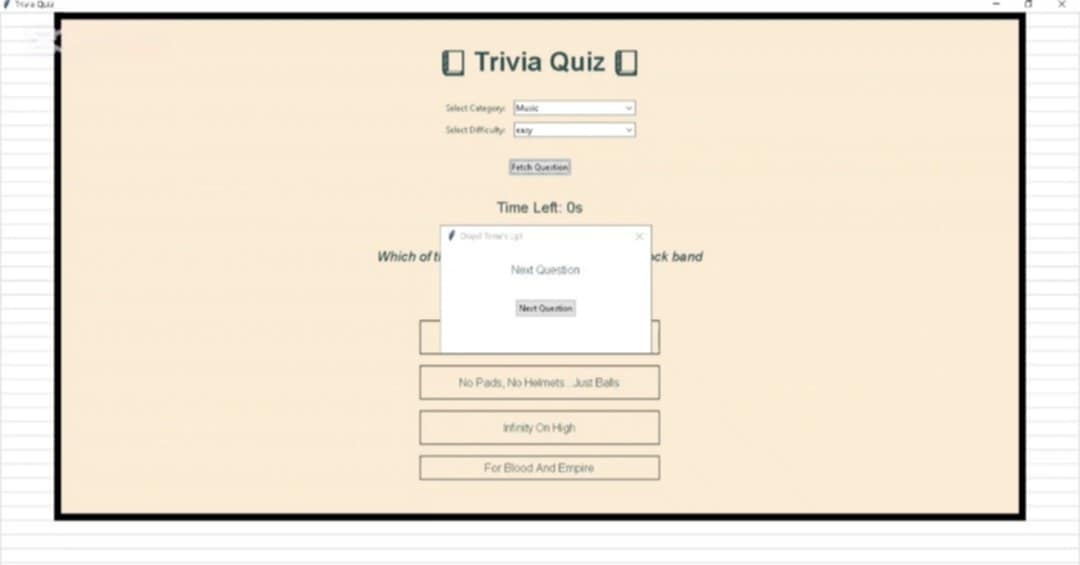 Trivia Quiz
Trivia Quiz
Select Category: Music
Select Difficulty: easy
Fetch Question
Time Left: 0s
Oops! Time's Up!
Which of t ck band
Next Question
Next Question
No Pads, No Helmets...Just Balls
Infinity On High
For Blood And Empire